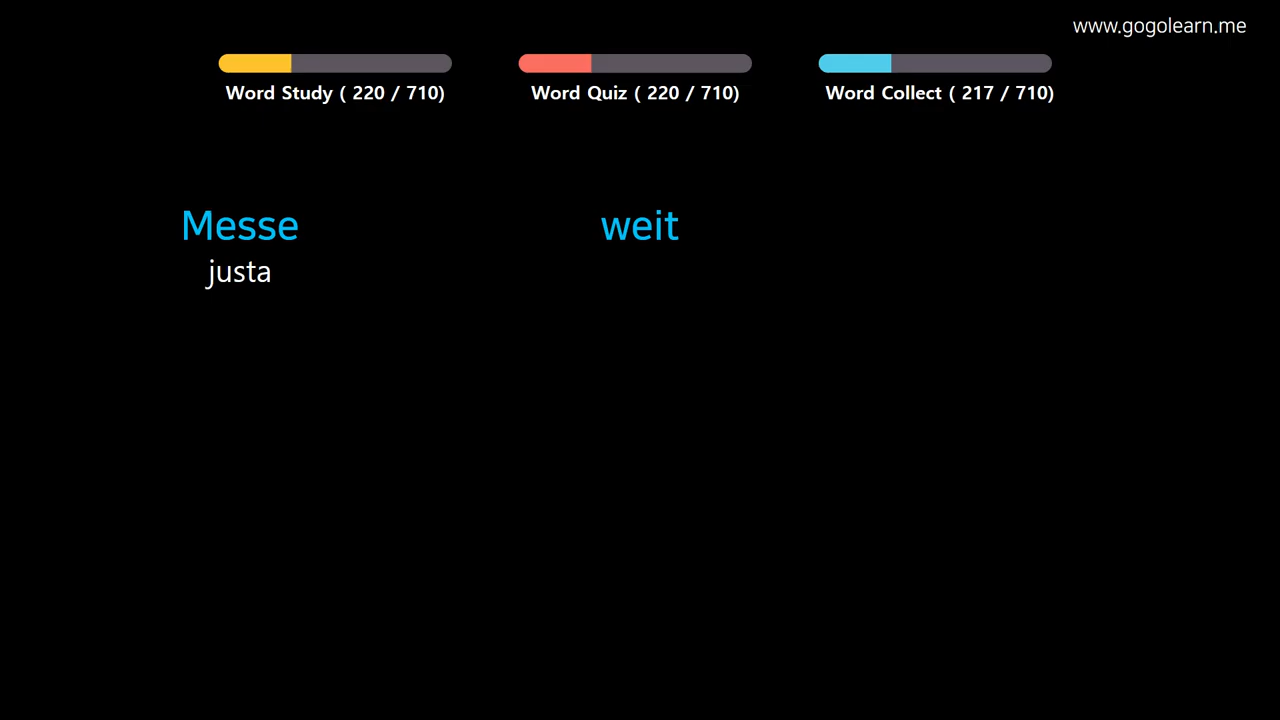 www.gogolearn.me
Word Study ( 220 / 710)
Word Quiz ( 220 / 710)
Word Collect ( 217 / 710)
Messe
justa
weit